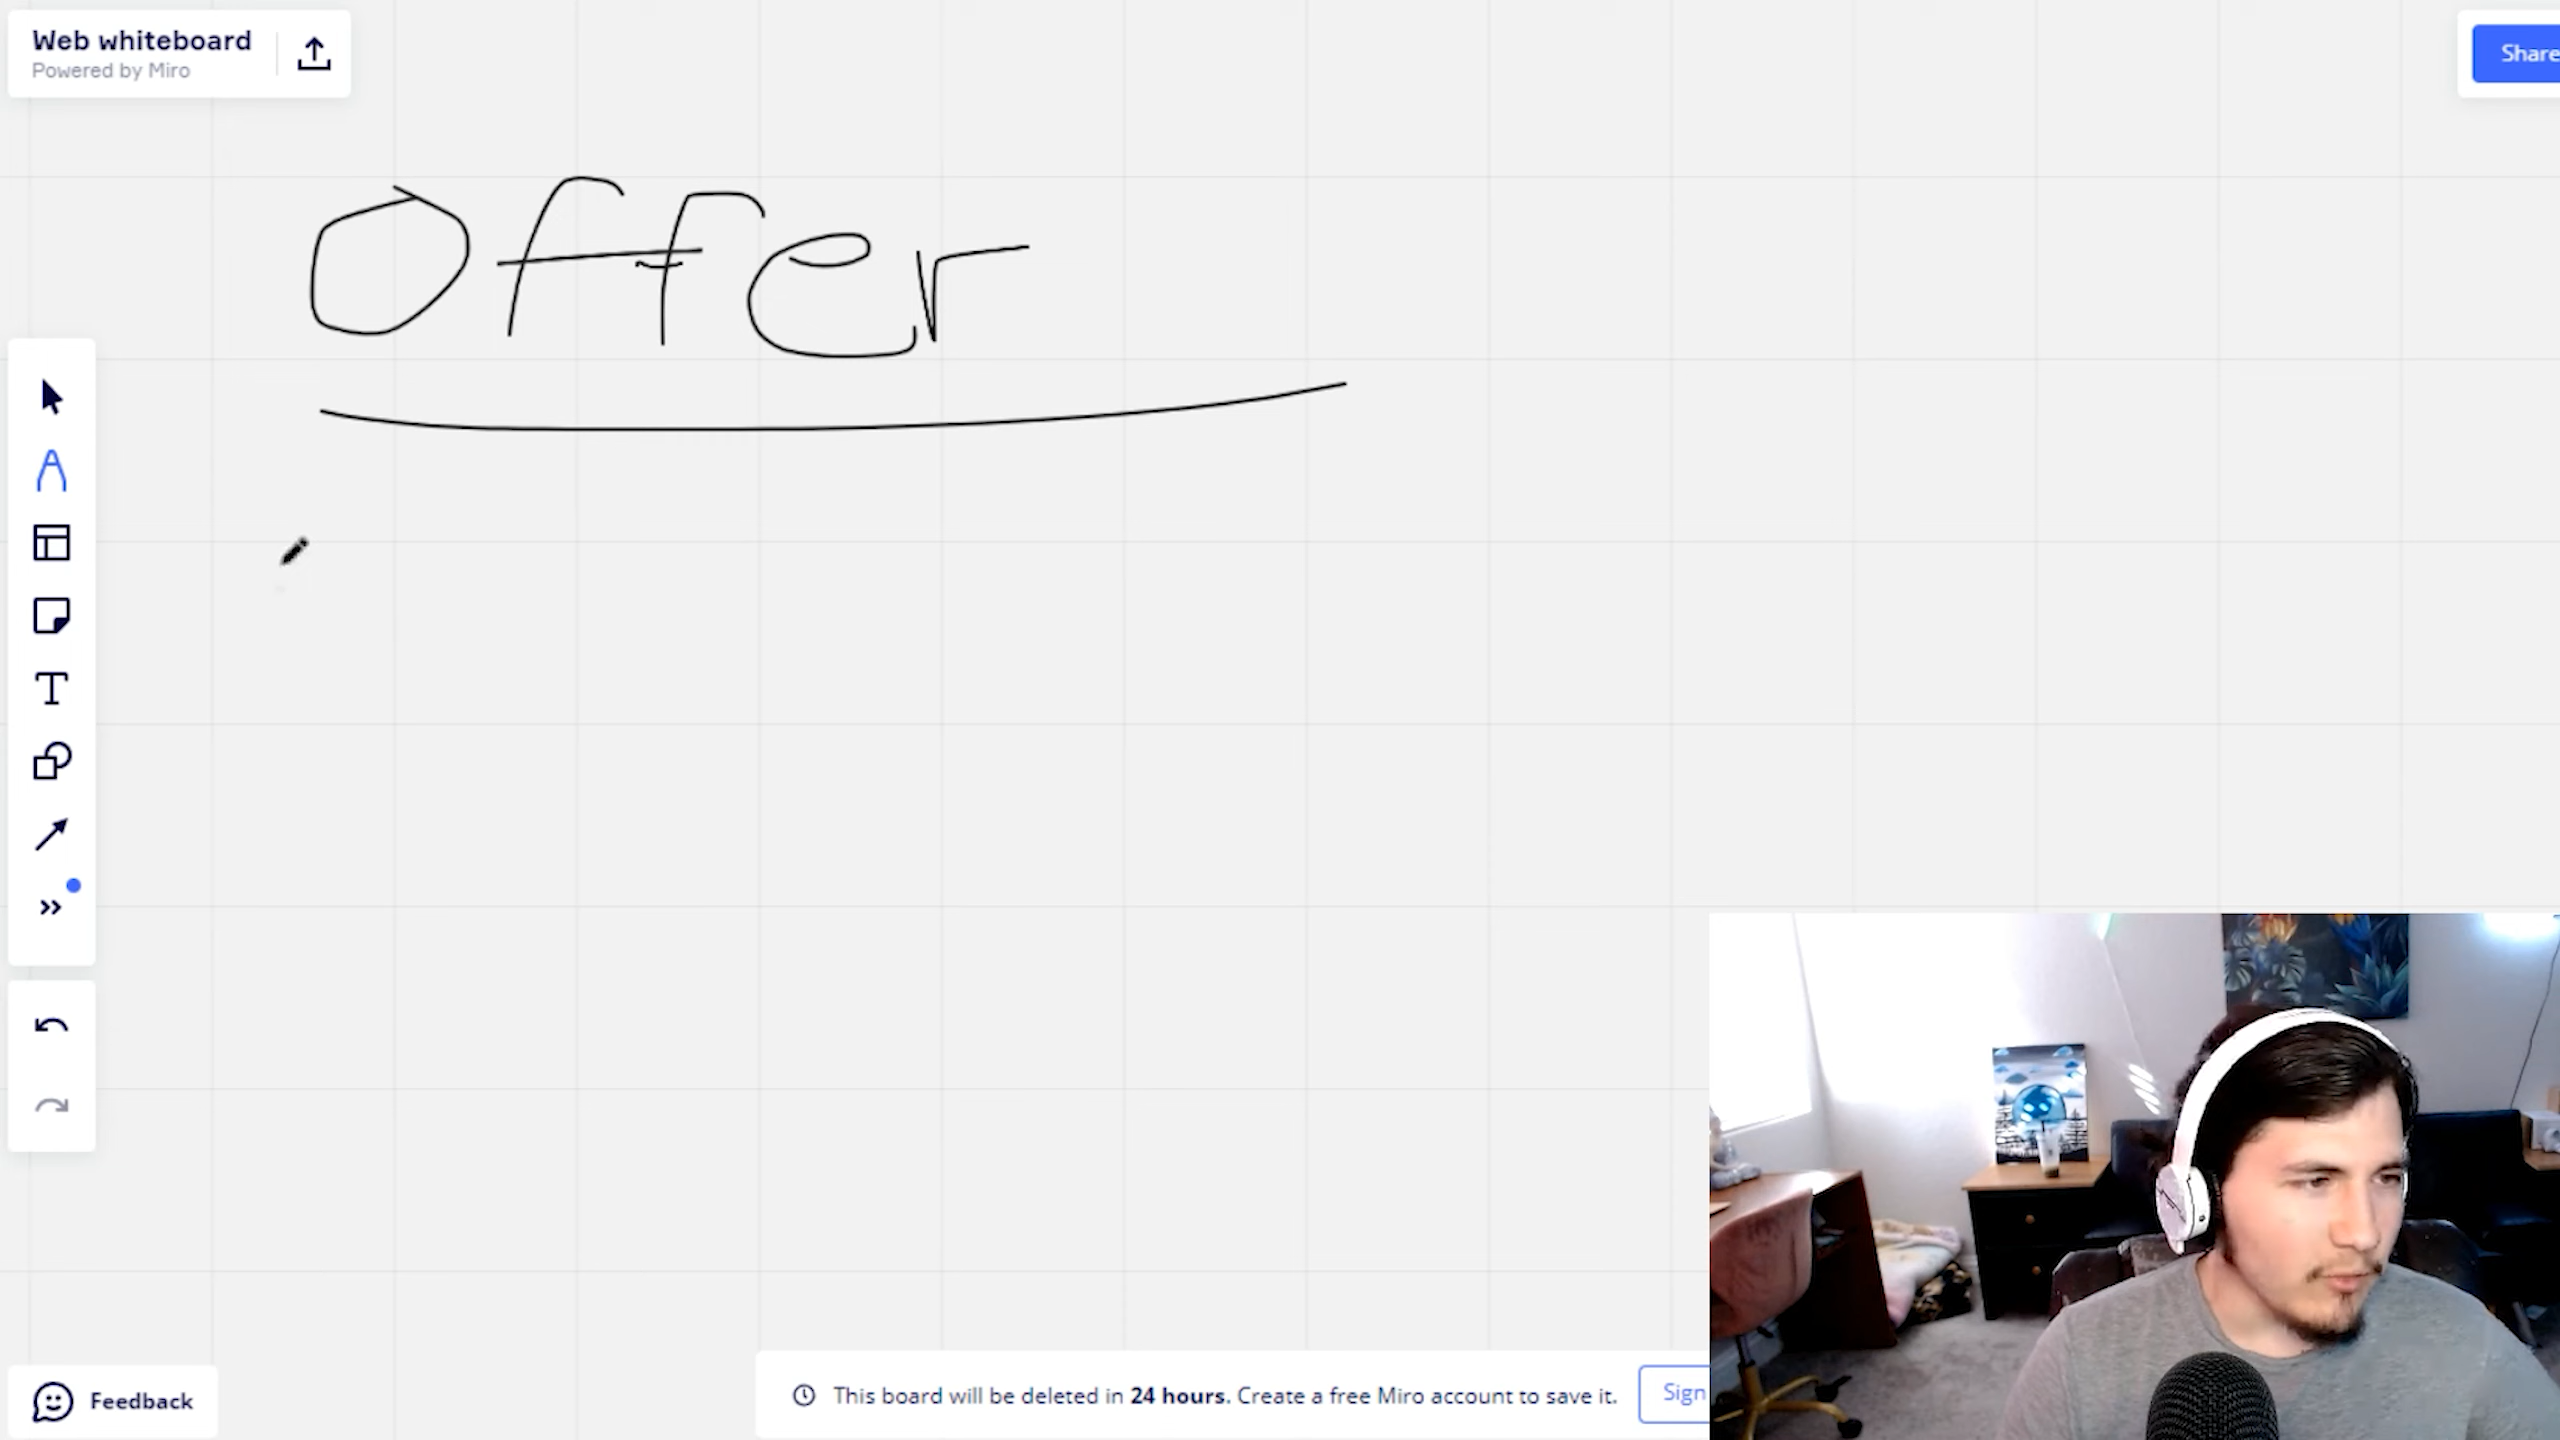 Web whiteboard
Powered by Miro
Share
Offer
Feedback
This board will be deleted in 24 hours. Create a free Miro account to save it.
Sign